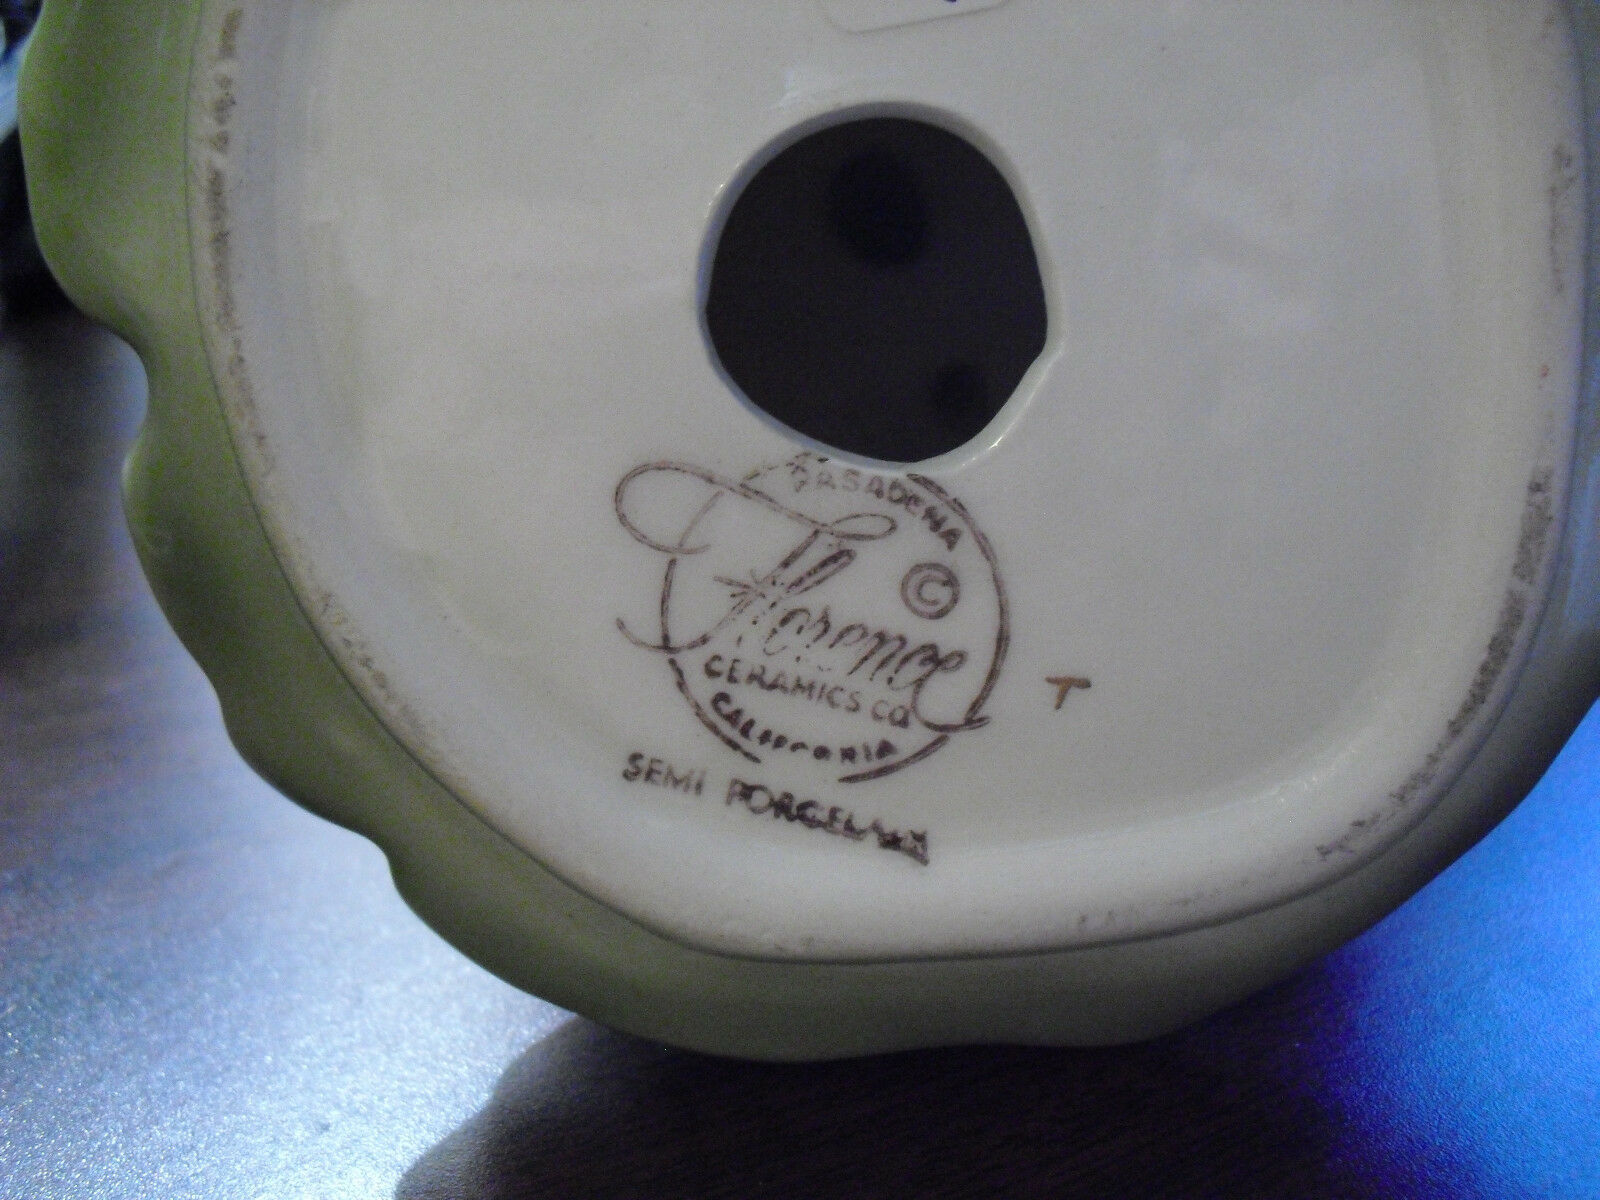 PASADENA
Florence ©
CERAMICS CO
CALIFORNIA
SEMI PORCELAIN
T